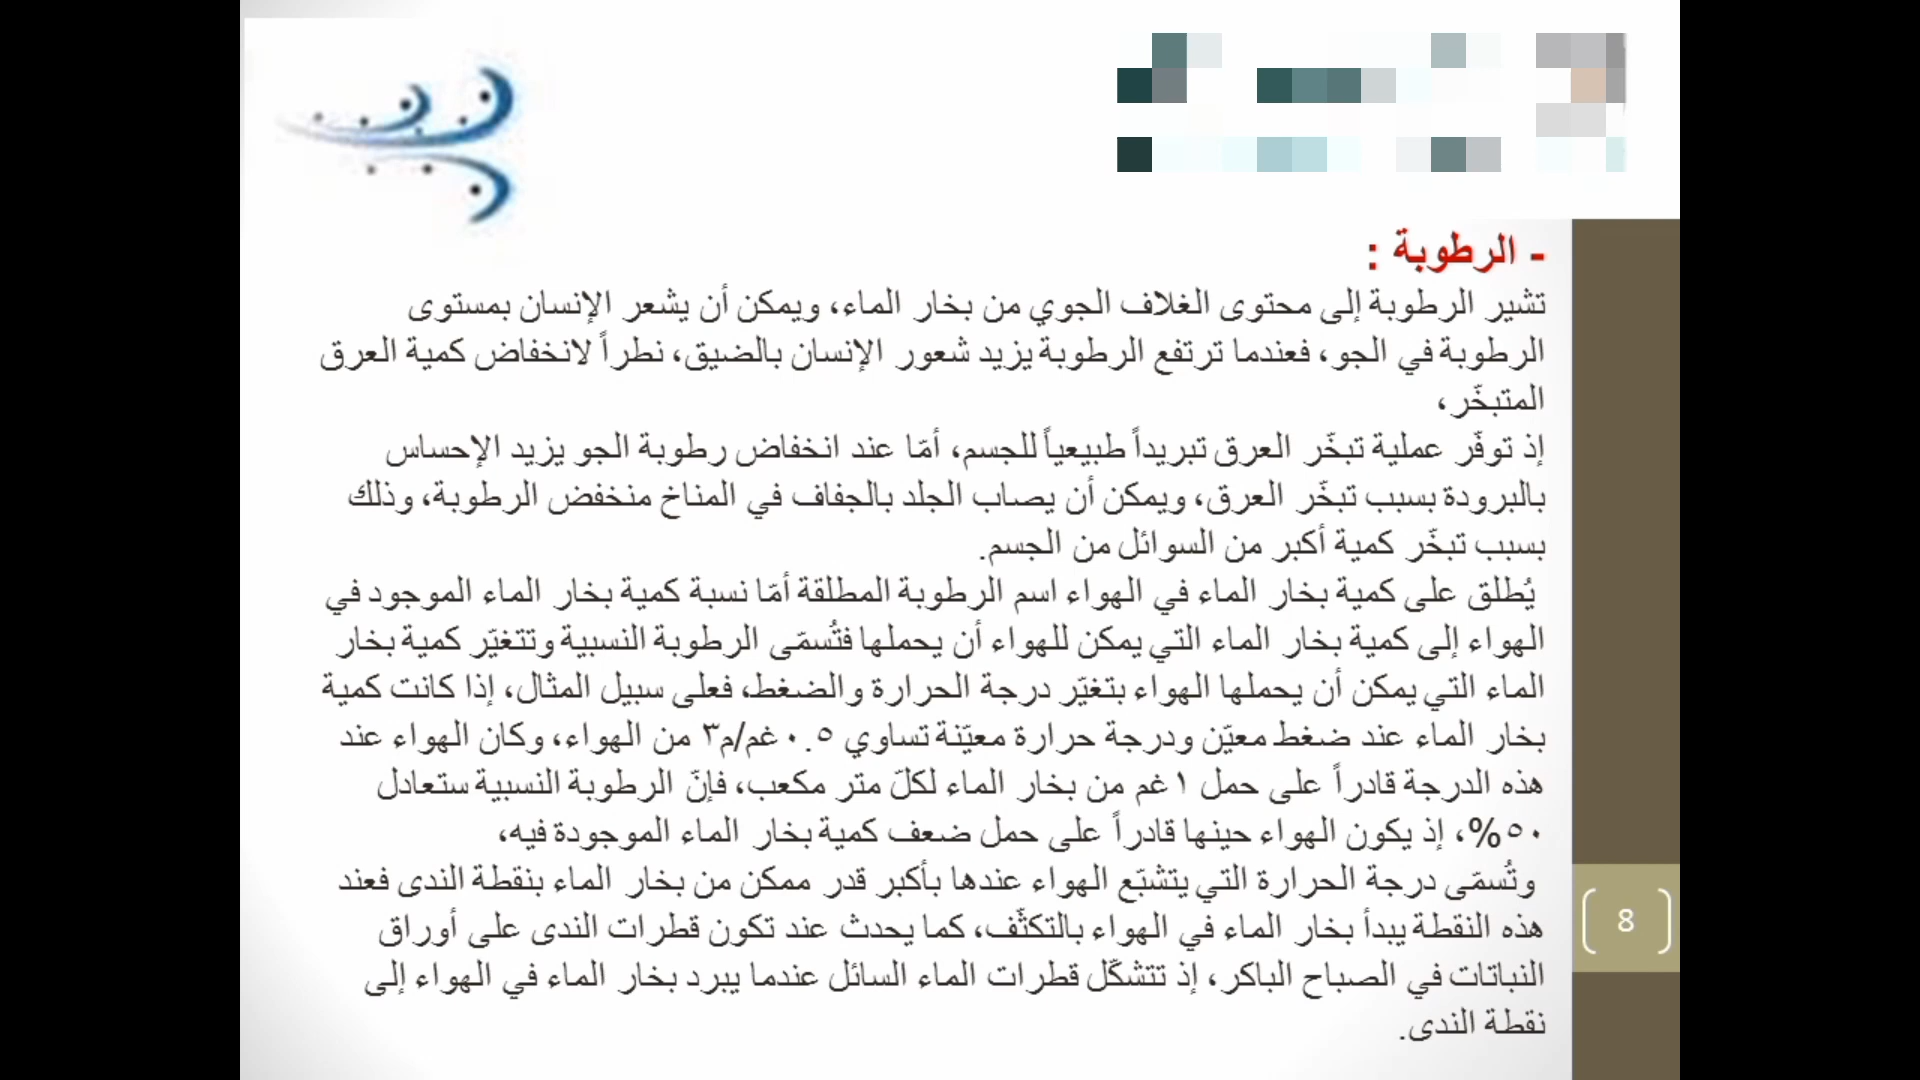 - الرطوبة :
تشير الرطوبة إلى محتوى الغلاف الجوي من بخار الماء، ويمكن أن يشعر الإنسان بمستوى
الرطوبة في الجو، فعندما ترتفع الرطوبة يزيد شعور الإنسان بالضيق، نطراً لانخفاض كمية العرق
المتبخّر،
إذ توفّر عملية تبخّر العرق تبريداً طبيعياً للجسم، أمّا عند انخفاض رطوبة الجو يزيد الإحساس
بالبرودة بسبب تبخّر العرق، ويمكن أن يصاب الجلد بالجفاف في المناخ منخفض الرطوبة، وذلك
بسبب تبخّر كمية أكبر من السوائل من الجسم.
يُطلق على كمية بخار الماء في الهواء اسم الرطوبة المطلقة أمّا نسبة كمية بخار الماء الموجود في
الهواء إلى كمية بخار الماء التي يمكن للهواء أن يحملها فتُسمّى الرطوبة النسبية وتتغيّر كمية بخار
الماء التي يمكن أن يحملها الهواء بتغيّر درجة الحرارة والضغط، فعلى سبيل المثال، إذا كانت كمية
بخار الماء عند ضغط معيّن ودرجة حرارة معيّنة تساوي ٠.٥ غم/م٣ من الهواء، وكان الهواء عند
هذه الدرجة قادراً على حمل ١ غم من بخار الماء لكلّ متر مكعب، فإنّ الرطوبة النسبية ستعادل
٥٠%، إذ يكون الهواء حينها قادراً على حمل ضعف كمية بخار الماء الموجودة فيه،
وتُسمّى درجة الحرارة التي يتشبّع الهواء عندها بأكبر قدر ممكن من بخار الماء بنقطة الندى فعند
هذه النقطة يبدأ بخار الماء في الهواء بالتكثّف، كما يحدث عند تكون قطرات الندى على أوراق
النباتات في الصباح الباكر، إذ تتشكّل قطرات الماء السائل عندما يبرد بخار الماء في الهواء إلى
نقطة الندى.
8